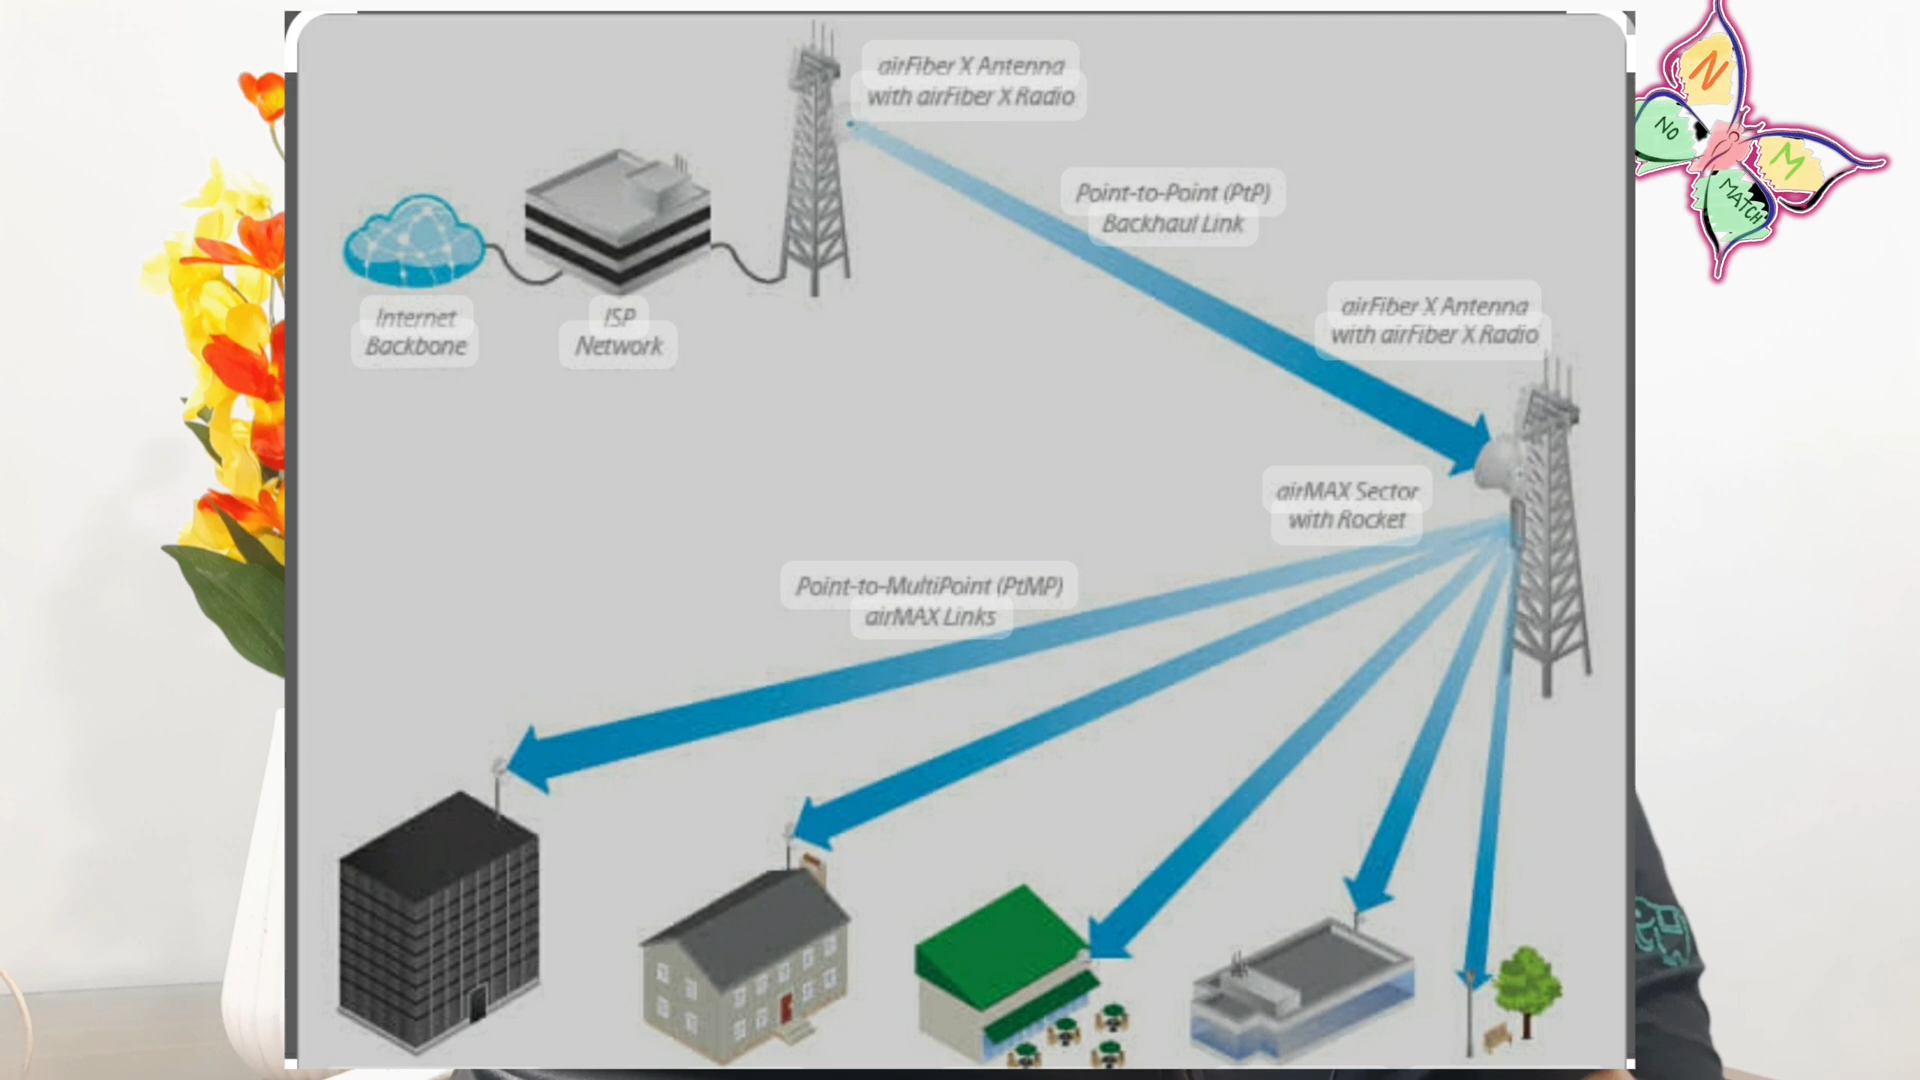 airFiber X Antenna
with airFiber X Radio
Point-to-Point (PtP)
Backhaul Link
Internet
Backbone
ISP
Network
airFiber X Antenna
with airFiber X Radio
airMAX Sector
with Rocket
Point-to-MultiPoint (PtMP)
airMAX Links
N
NO
M
MATCH